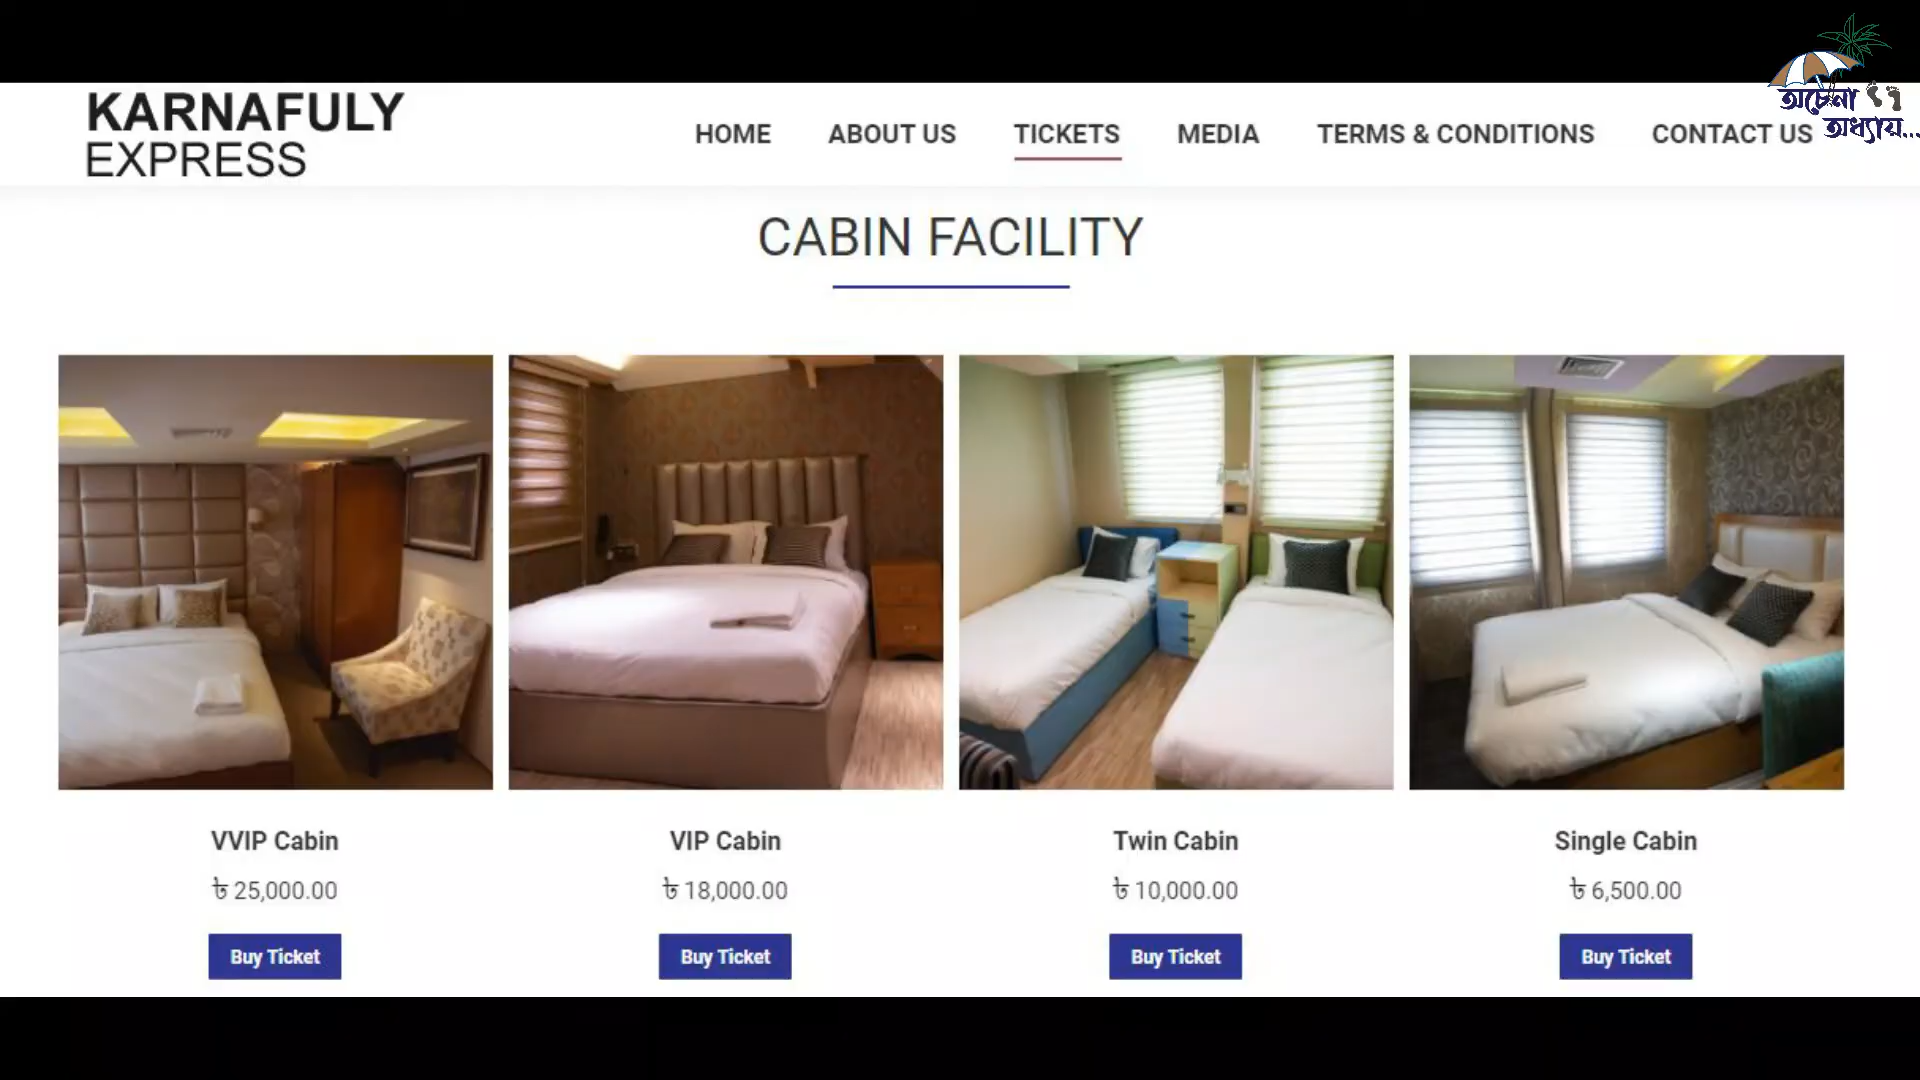 KARNAFULY
EXPRESS
HOME ABOUT US TICKETS MEDIA TERMS & CONDITIONS CONTACT US
অচেনা
অধ্যায়...
CABIN FACILITY
VVIP Cabin VIP Cabin Twin Cabin Single Cabin
৳ 25,000.00 ৳ 18,000.00 ৳ 10,000.00 ৳ 6,500.00
Buy Ticket Buy Ticket Buy Ticket Buy Ticket